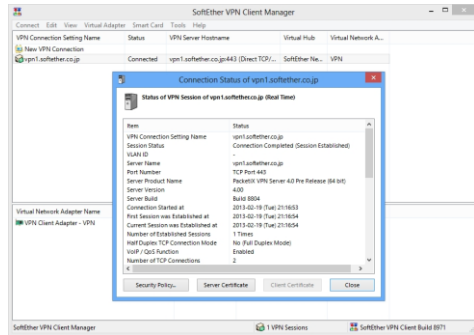 SoftEther VPN Client Manager
Connect Edit View Virtual Adapter Smart Card Tools Help
VPN Connection Setting Name Status VPN Server Hostname Virtual Hub Virtual Network A...
New VPN Connection
vpn1.softether.co.jp Connected vpn1.softether.co.jp:443 (Direct TCP/... SoftEther Ne... VPN
Connection Status of vpn1.softether.co.jp
Status of VPN Session of vpn1.softether.co.jp (Real Time)
Item Status
VPN Connection Setting Name vpn1.softether.co.jp
Session Status Connection Completed (Session Established)
VLAN ID -
Server Name vpn1.softether.co.jp
Port Number TCP Port 443
Server Product Name PacketiX VPN Server 4.0 Pre Release (64 bit)
Server Version 4.00
Server Build Build 8804
Connection Started at 2013-02-19 (Tue) 21:16:53
First Session was Established at 2013-02-19 (Tue) 21:16:54
Current Session was Established at 2013-02-19 (Tue) 21:16:54
Number of Established Sessions 1 Times
Half Duplex TCP Connection Mode No (Full Duplex Mode)
VoIP / QoS Function Enabled
Number of TCP Connections 2
Virtual Network Adapter Name
VPN Client Adapter - VPN
Security Policy... Server Certificate Client Certificate Close
SoftEther VPN Client Manager 1 VPN Sessions SoftEther VPN Client Build 8971